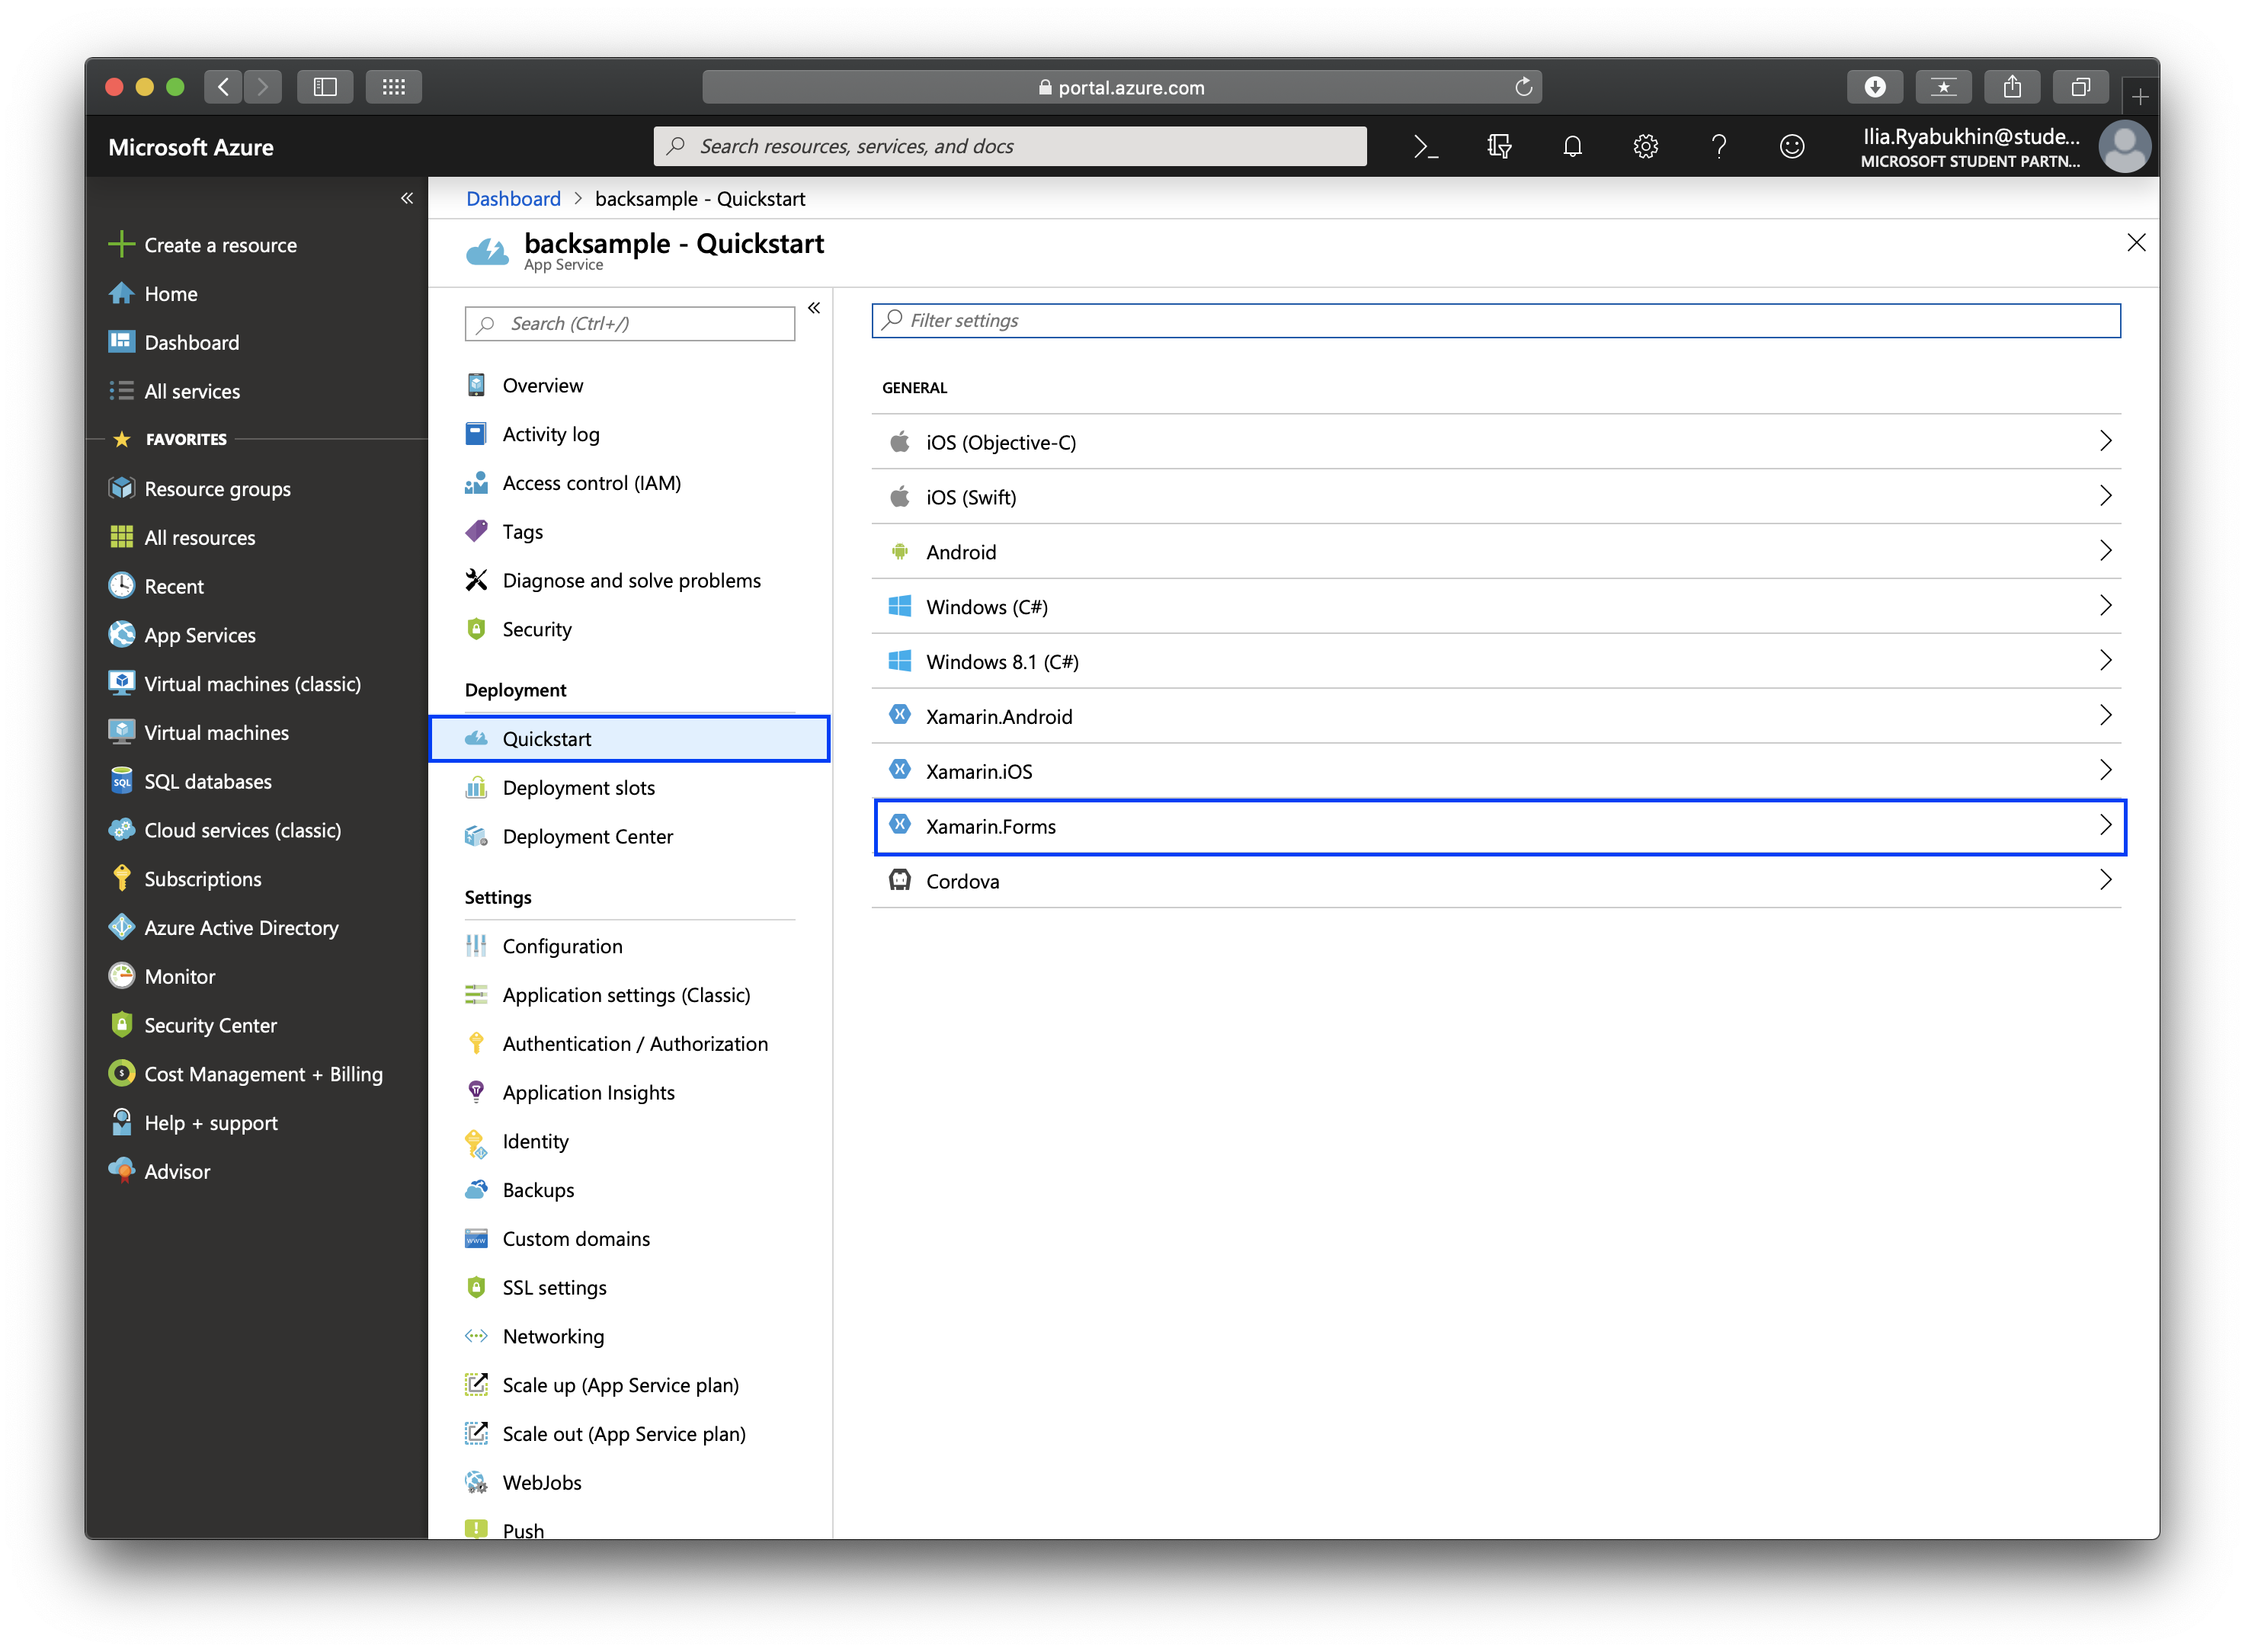 portal.azure.com
Microsoft Azure
Search resources, services, and docs
Ilia.Ryabukhin@stude...
MICROSOFT STUDENT PARTN...
Create a resource
Home
Dashboard
All services
FAVORITES
Resource groups
All resources
Recent
App Services
Virtual machines (classic)
Virtual machines
SQL databases
Cloud services (classic)
Subscriptions
Azure Active Directory
Monitor
Security Center
Cost Management + Billing
Help + support
Advisor
Dashboard > backsample - Quickstart
backsample - Quickstart
App Service
Search (Ctrl+/)
Overview
Activity log
Access control (IAM)
Tags
Diagnose and solve problems
Security
Deployment
Quickstart
Deployment slots
Deployment Center
Settings
Configuration
Application settings (Classic)
Authentication / Authorization
Application Insights
Identity
Backups
Custom domains
SSL settings
Networking
Scale up (App Service plan)
Scale out (App Service plan)
WebJobs
Push
Filter settings
GENERAL
iOS (Objective-C)
iOS (Swift)
Android
Windows (C#)
Windows 8.1 (C#)
Xamarin.Android
Xamarin.iOS
Xamarin.Forms
Cordova